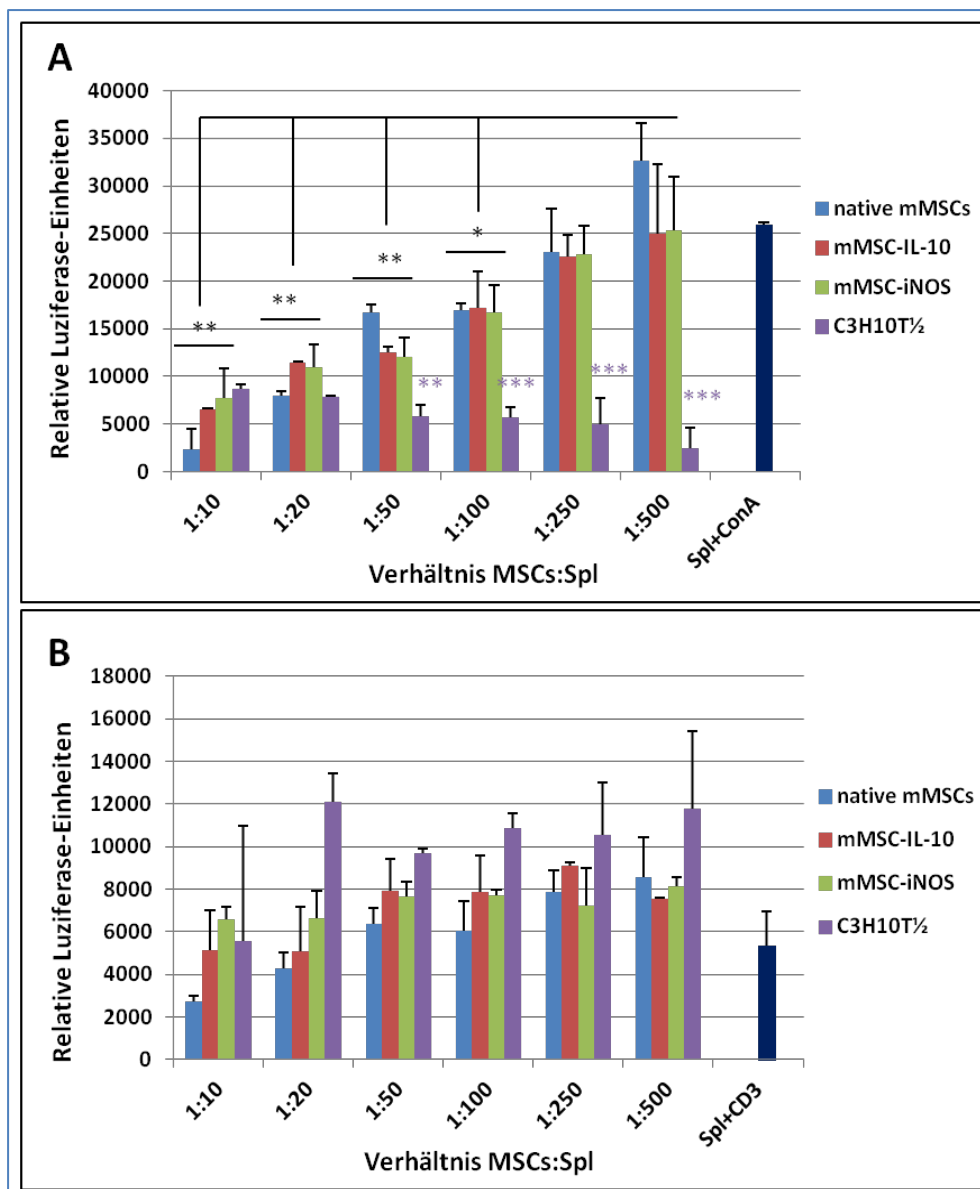 A
40000
35000
30000
25000
20000
15000
10000
5000
0
Relative Luziferase-Einheiten
**
**
**
*
**
***
***
***
1:10
1:20
1:50
1:100
1:250
1:500
Spl+ConA
Verhältnis MSCs:Spl
native mMSCs
mMSC-IL-10
mMSC-iNOS
C3H10T½
B
18000
16000
14000
12000
10000
8000
6000
4000
2000
0
Relative Luziferase-Einheiten
1:10
1:20
1:50
1:100
1:250
1:500
Spl+CD3
Verhältnis MSCs:Spl
native mMSCs
mMSC-IL-10
mMSC-iNOS
C3H10T½